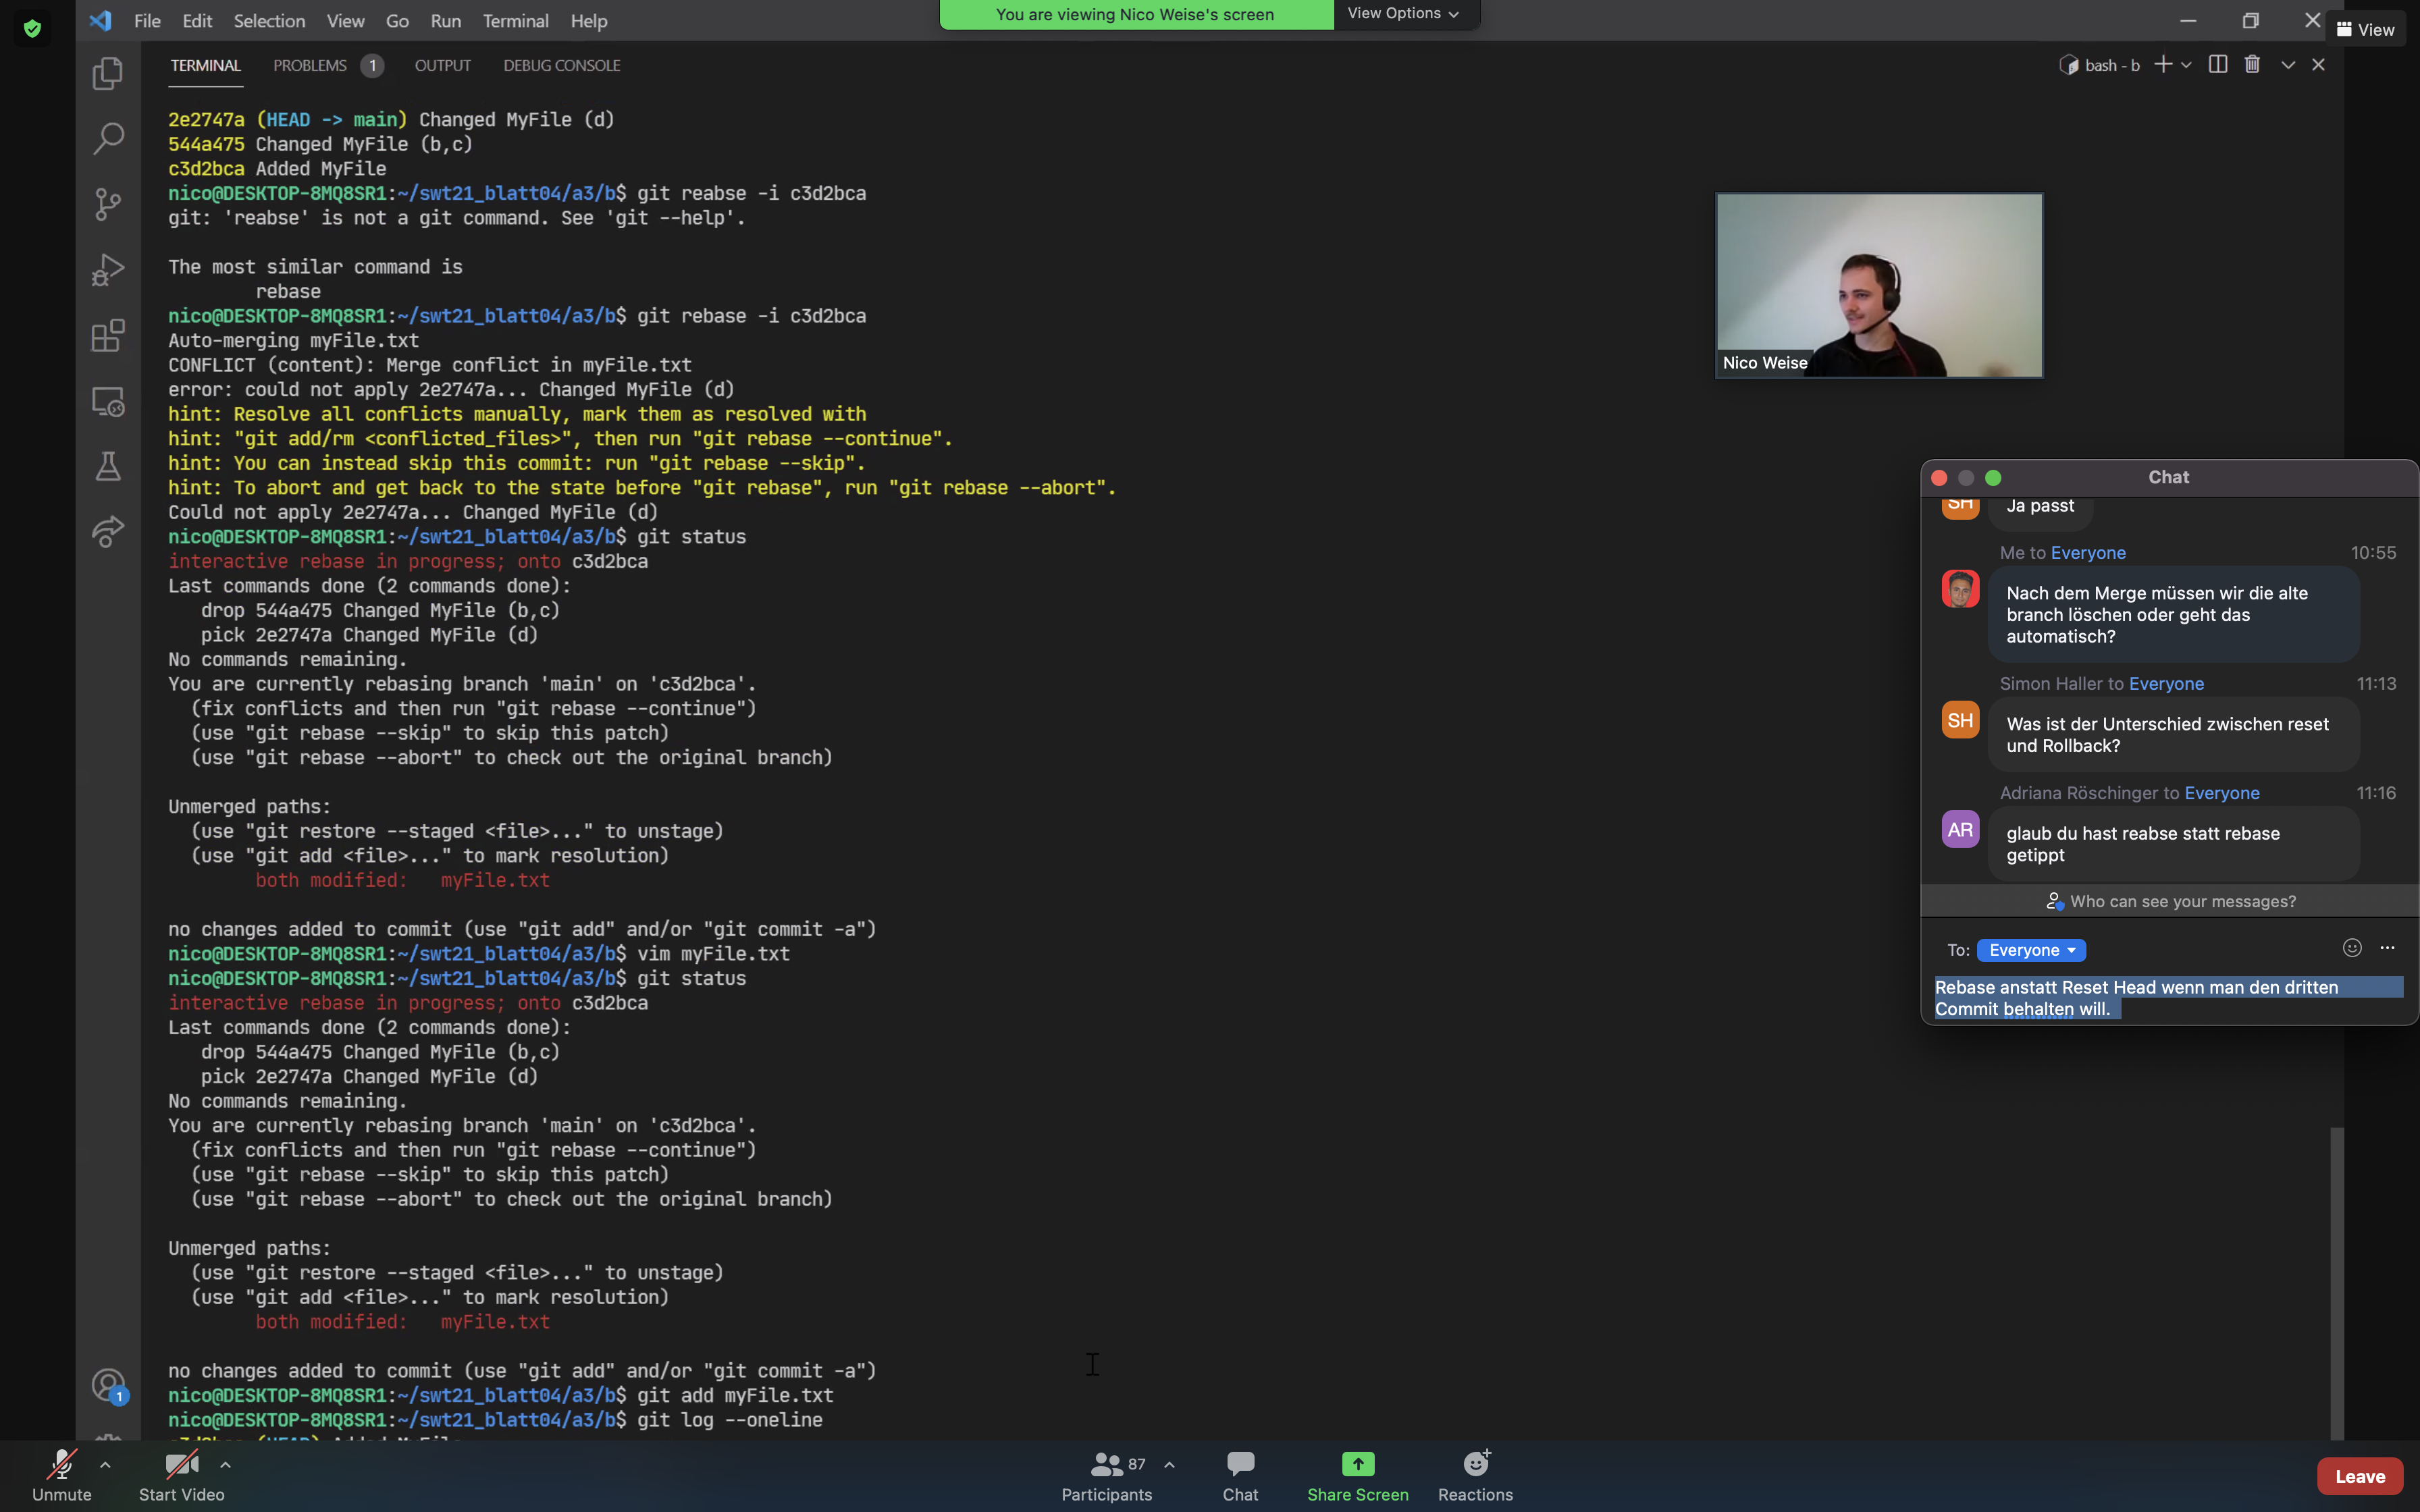 File Edit Selection View Go Run Terminal Help
You are viewing Nico Weise's screen
View Options
View
TERMINAL PROBLEMS 1 OUTPUT DEBUG CONSOLE
bash - b
2e2747a (HEAD -> main) Changed MyFile (d)
544a475 Changed MyFile (b,c)
c3d2bca Added MyFile
nico@DESKTOP-8MQ8SR1:~/swt21_blatt04/a3/b$ git reabse -i c3d2bca
git: 'reabse' is not a git command. See 'git --help'.
The most similar command is
rebase
nico@DESKTOP-8MQ8SR1:~/swt21_blatt04/a3/b$ git rebase -i c3d2bca
Auto-merging myFile.txt
CONFLICT (content): Merge conflict in myFile.txt
error: could not apply 2e2747a... Changed MyFile (d)
hint: Resolve all conflicts manually, mark them as resolved with
hint: "git add/rm <conflicted_files>", then run "git rebase --continue".
hint: You can instead skip this commit: run "git rebase --skip".
hint: To abort and get back to the state before "git rebase", run "git rebase --abort".
Could not apply 2e2747a... Changed MyFile (d)
nico@DESKTOP-8MQ8SR1:~/swt21_blatt04/a3/b$ git status
interactive rebase in progress; onto c3d2bca
Last commands done (2 commands done):
drop 544a475 Changed MyFile (b,c)
pick 2e2747a Changed MyFile (d)
No commands remaining.
You are currently rebasing branch 'main' on 'c3d2bca'.
(fix conflicts and then run "git rebase --continue")
(use "git rebase --skip" to skip this patch)
(use "git rebase --abort" to check out the original branch)
Unmerged paths:
(use "git restore --staged <file>..." to unstage)
(use "git add <file>..." to mark resolution)
both modified: myFile.txt
no changes added to commit (use "git add" and/or "git commit -a")
nico@DESKTOP-8MQ8SR1:~/swt21_blatt04/a3/b$ vim myFile.txt
nico@DESKTOP-8MQ8SR1:~/swt21_blatt04/a3/b$ git status
interactive rebase in progress; onto c3d2bca
Last commands done (2 commands done):
drop 544a475 Changed MyFile (b,c)
pick 2e2747a Changed MyFile (d)
No commands remaining.
You are currently rebasing branch 'main' on 'c3d2bca'.
(fix conflicts and then run "git rebase --continue")
(use "git rebase --skip" to skip this patch)
(use "git rebase --abort" to check out the original branch)
Unmerged paths:
(use "git restore --staged <file>..." to unstage)
(use "git add <file>..." to mark resolution)
both modified: myFile.txt
no changes added to commit (use "git add" and/or "git commit -a")
nico@DESKTOP-8MQ8SR1:~/swt21_blatt04/a3/b$ git add myFile.txt
nico@DESKTOP-8MQ8SR1:~/swt21_blatt04/a3/b$ git log --oneline
1
Nico Weise
Chat
SH
Ja passt
Me to Everyone 10:55
Nach dem Merge müssen wir die alte
branch löschen oder geht das
automatisch?
Simon Haller to Everyone 11:13
SH
Was ist der Unterschied zwischen reset
und Rollback?
Adriana Röschinger to Everyone 11:16
AR
glaub du hast reabse statt rebase
getippt
Who can see your messages?
To: Everyone
Rebase anstatt Reset Head wenn man den dritten
Commit behalten will.
Unmute Start Video
87
Participants Chat Share Screen Reactions
Leave